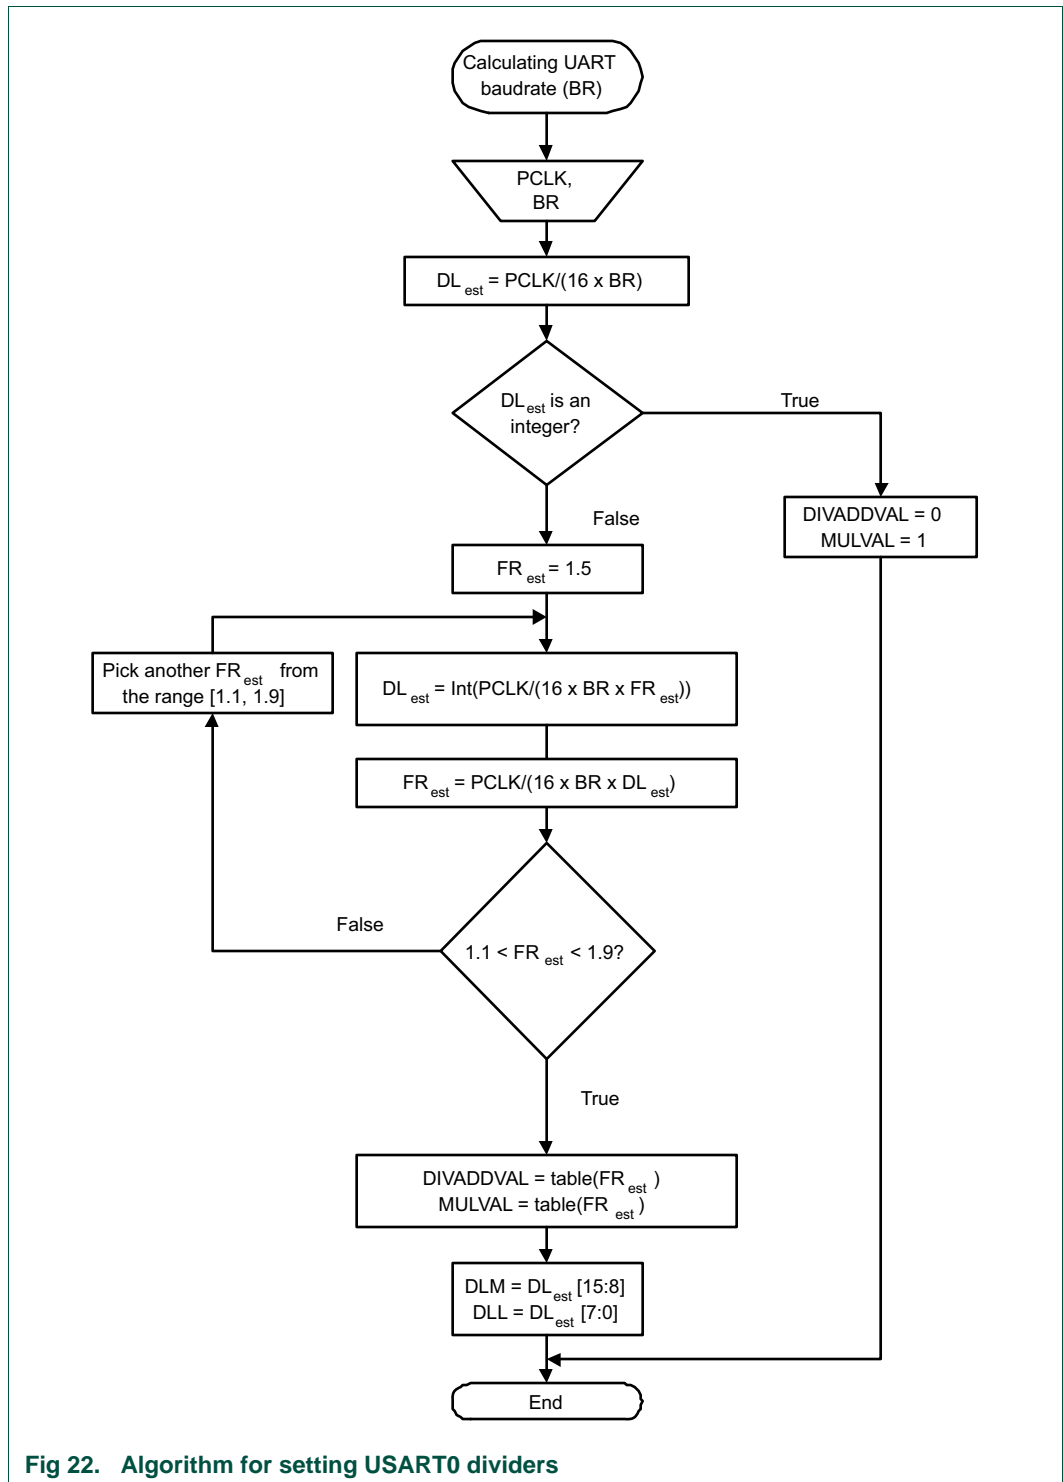 Calculating UART
baudrate (BR)
PCLK,
BR
DL est = PCLK/(16 x BR)
DL est is an
integer?
True
False
DIVADDVAL = 0
MULVAL = 1
FR est = 1.5
Pick another FR est from
the range [1.1, 1.9]
DL est = Int(PCLK/(16 x BR x FR est))
FR est = PCLK/(16 x BR x DL est)
False
1.1 < FR est < 1.9?
True
DIVADDVAL = table(FR est )
MULVAL = table(FR est )
DLM = DL est [15:8]
DLL = DL est [7:0]
End
Fig 22. Algorithm for setting USART0 dividers